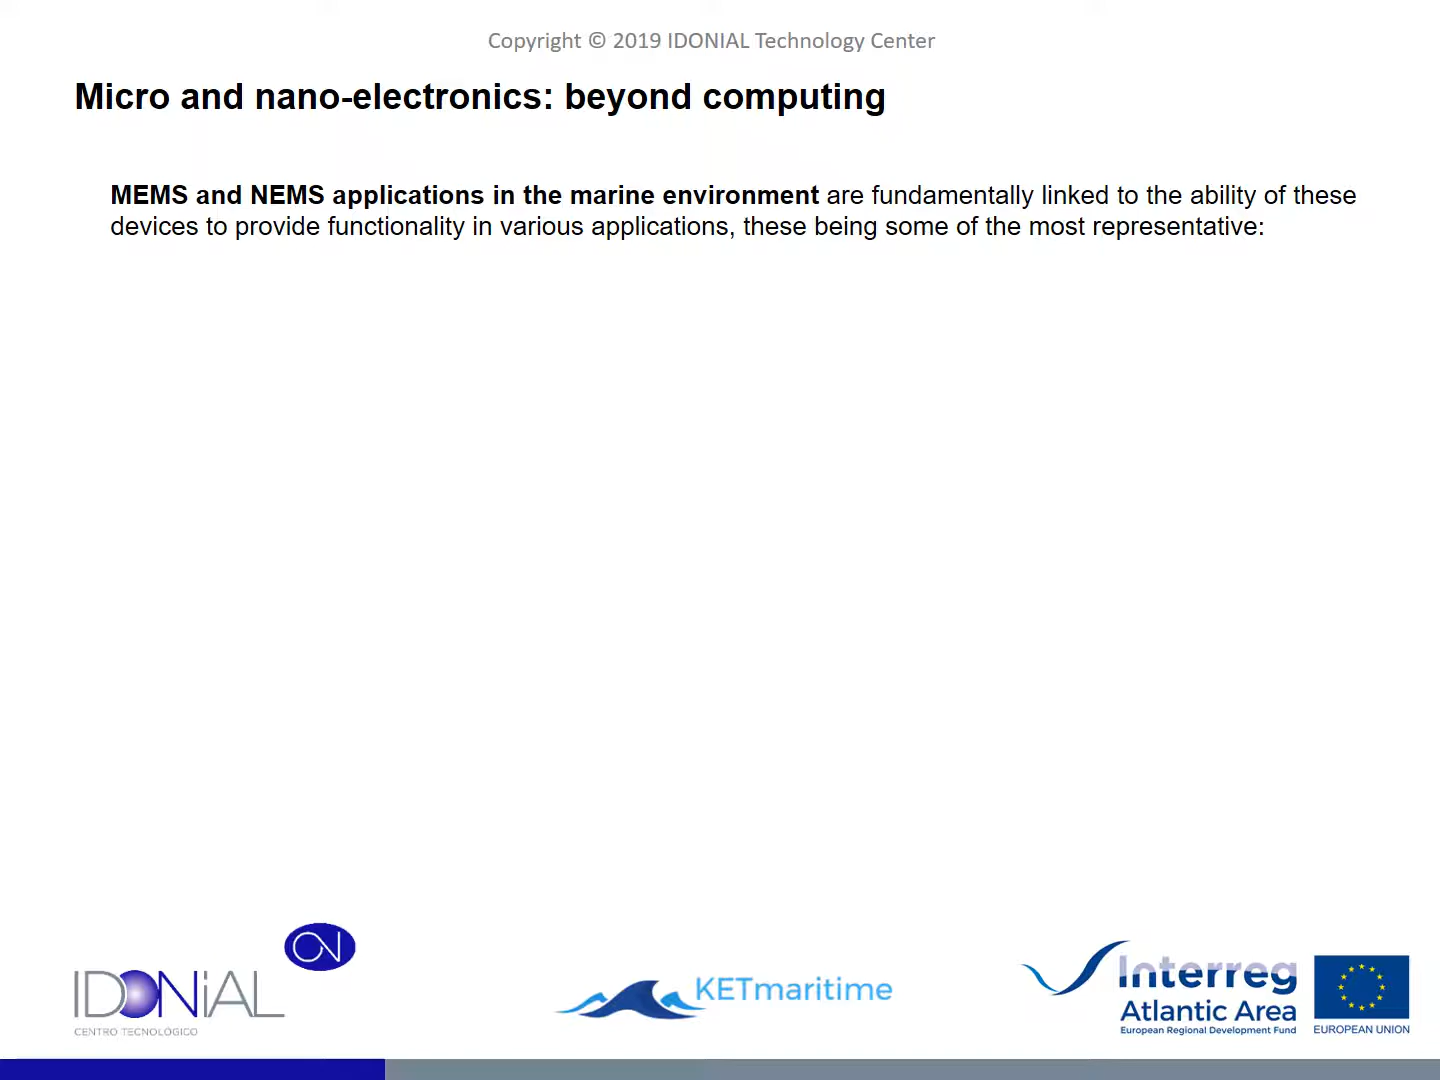 Copyright © 2019 IDONIAL Technology Center
Micro and nano-electronics: beyond computing
MEMS and NEMS applications in the marine environment are fundamentally linked to the ability of these
devices to provide functionality in various applications, these being some of the most representative:
IDONiAL
CENTRO TECNOLÓGICO
KETmaritime
Interreg
Atlantic Area
European Regional Development Fund
EUROPEAN UNION